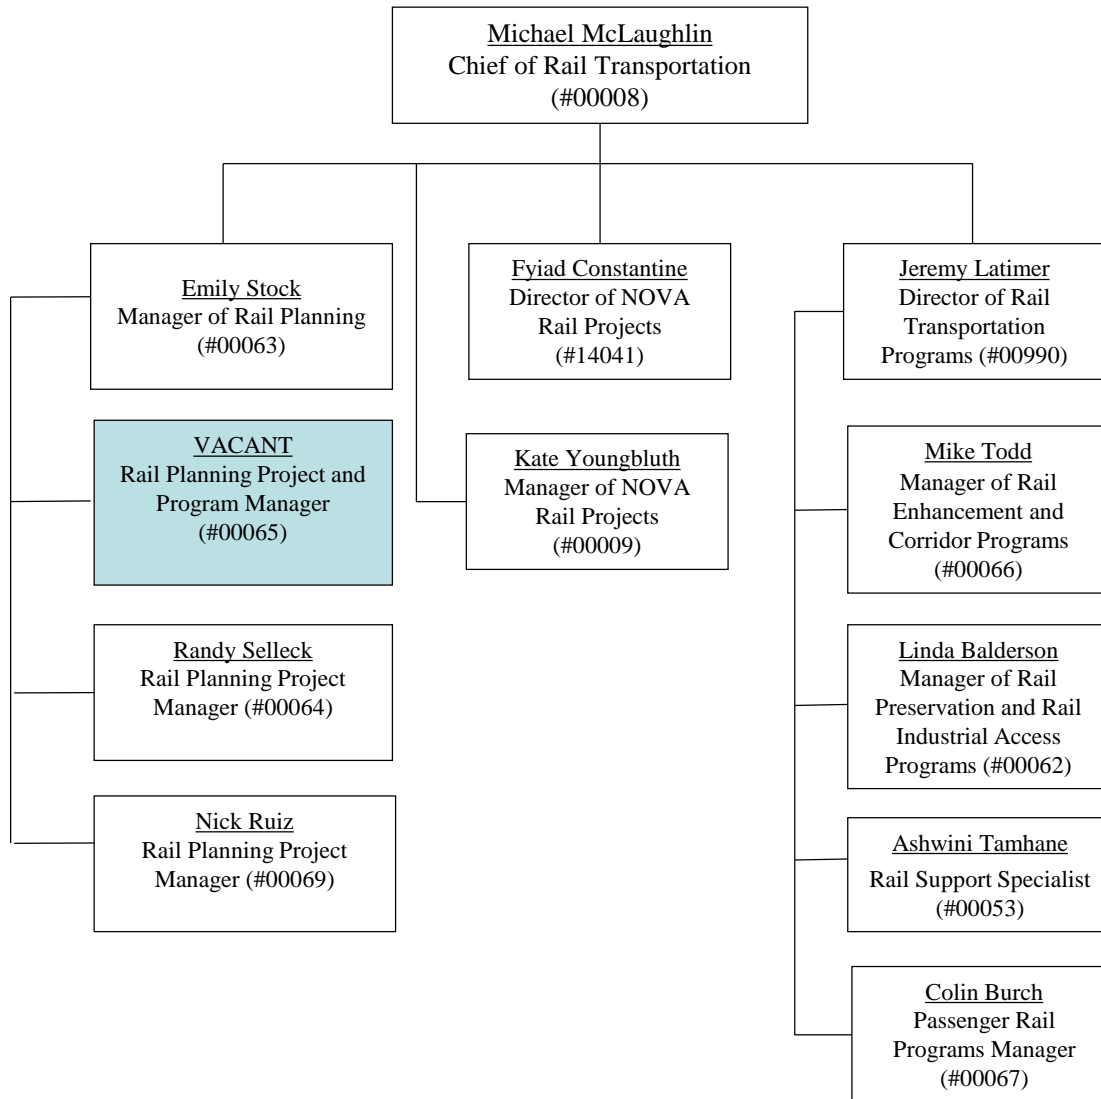 Michael McLaughlin
Chief of Rail Transportation
(#00008)
Emily Stock
Manager of Rail Planning
(#00063)
VACANT
Rail Planning Project and
Program Manager
(#00065)
Randy Selleck
Rail Planning Project
Manager (#00064)
Nick Ruiz
Rail Planning Project
Manager (#00069)
Fyiad Constantine
Director of NOVA
Rail Projects
(#14041)
Kate Youngbluth
Manager of NOVA
Rail Projects
(#00009)
Jeremy Latimer
Director of Rail
Transportation
Programs (#00990)
Mike Todd
Manager of Rail
Enhancement and
Corridor Programs
(#00066)
Linda Balderson
Manager of Rail
Preservation and Rail
Industrial Access
Programs (#00062)
Ashwini Tamhane
Rail Support Specialist
(#00053)
Colin Burch
Passenger Rail
Programs Manager
(#00067)